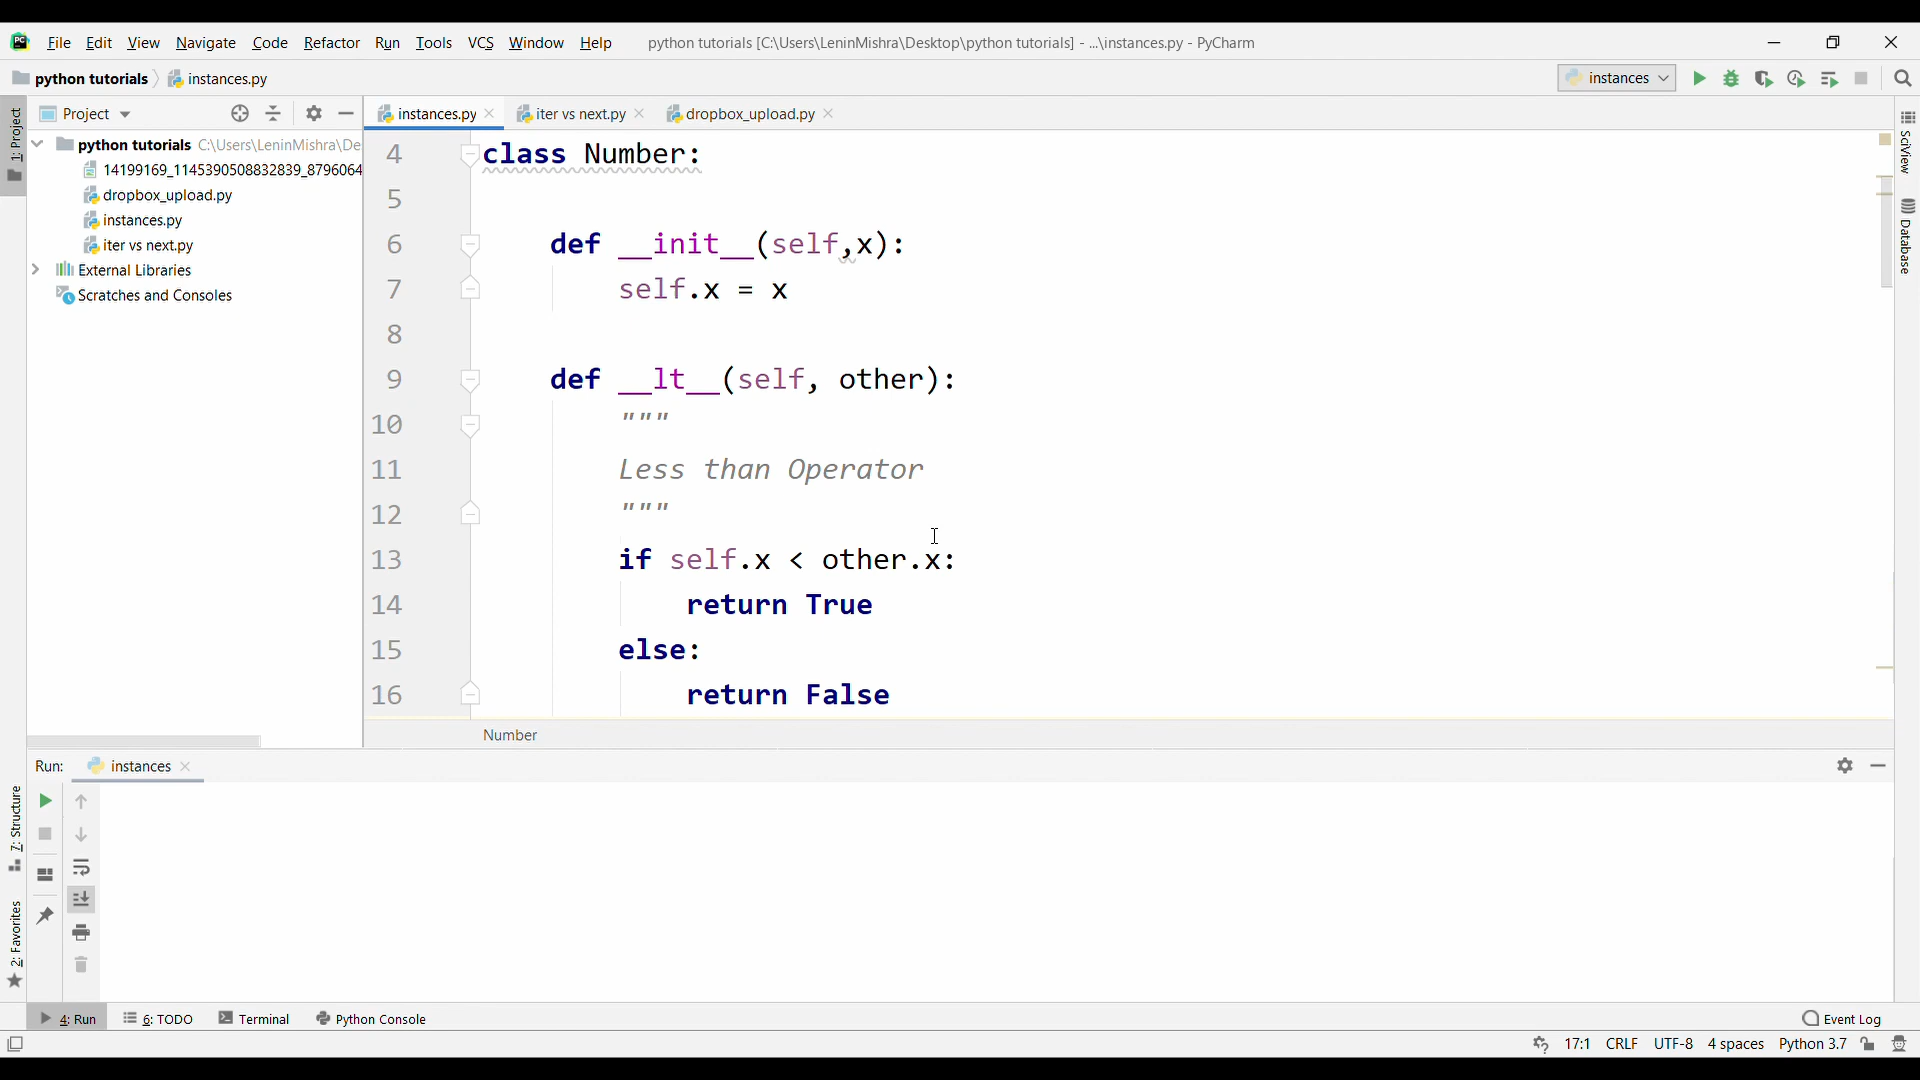 PC File Edit View Navigate Code Refactor Run Tools VCS Window Help python tutorials [C:\Users\LeninMishra\Desktop\python tutorials] - ...\instances.py - PyCharm
python tutorials instances.py instances
1: Project
Project
instances.py iter vs next.py dropbox_upload.py
python tutorials C:\Users\LeninMishra\De
14199169_1145390508832839_8796064
dropbox_upload.py
instances.py
iter vs next.py
External Libraries
Scratches and Consoles
4 class Number:
5
6 def __init__(self,x):
7 self.x = x
8
9 def __lt__(self, other):
10 """
11 Less than Operator
12 """
13 if self.x < other.x:
14 return True
15 else:
16 return False
Number
SciView
Database
Run: instances
7: Structure
2: Favorites
4: Run 6: TODO Terminal Python Console Event Log
17:1 CRLF UTF-8 4 spaces Python 3.7